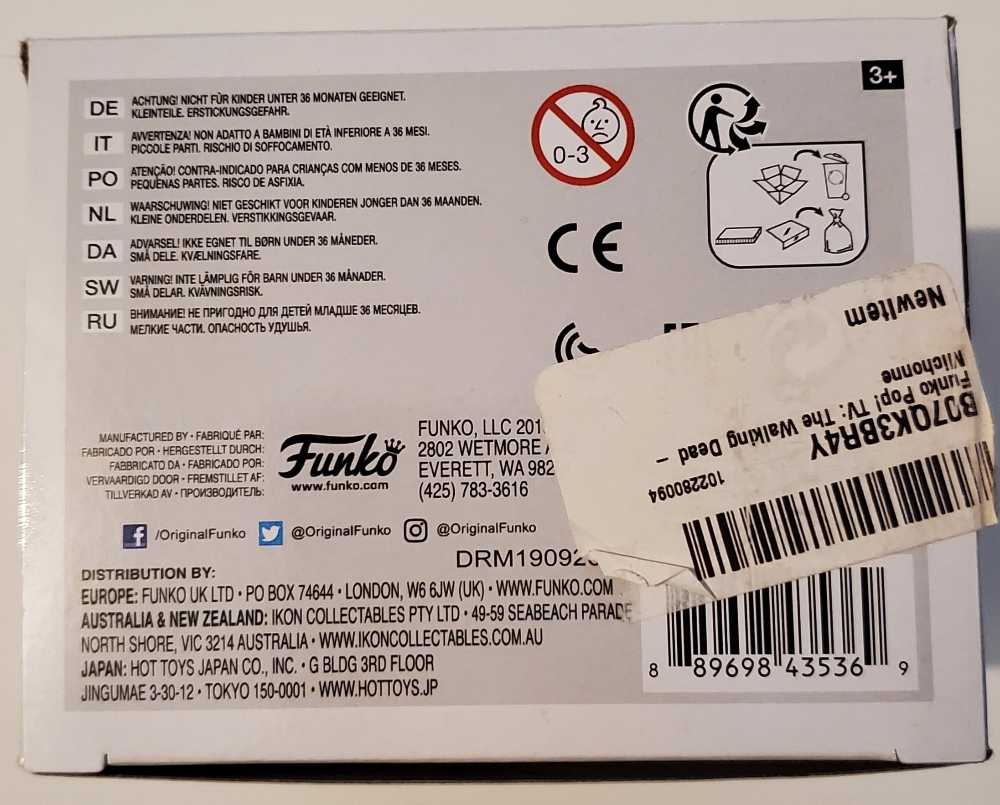 3+
DE ACHTUNG! NICHT FÜR KINDER UNTER 36 MONATEN GEEIGNET.
KLEINTEILE. ERSTICKUNGSGEFAHR.
IT AVVERTENZA! NON ADATTO A BAMBINI DI ETÀ INFERIORE A 36 MESI.
PICCOLE PARTI. RISCHIO DI SOFFOCAMENTO.
PO ATENÇÃO! CONTRA-INDICADO PARA CRIANÇAS COM MENOS DE 36 MESES.
PEQUENAS PARTES. RISCO DE ASFIXIA.
NL WAARSCHUWING! NIET GESCHIKT VOOR KINDEREN JONGER DAN 36 MAANDEN.
KLEINE ONDERDELEN. VERSTIKKINGSGEVAAR.
DA ADVARSEL! IKKE EGNET TIL BØRN UNDER 36 MÅNEDER.
SMÅ DELE. KVÆLNINGSFARE.
SW VARNING! INTE LÄMPLIG FÖR BARN UNDER 36 MÅNADER.
SMÅ DELAR. KVÄVNINGSRISK.
RU ВНИМАНИЕ! НЕ ПРИГОДНО ДЛЯ ДЕТЕЙ МЛАДШЕ 36 МЕСЯЦЕВ.
МЕЛКИЕ ЧАСТИ. ОПАСНОСТЬ УДУШЬЯ.
0-3
CE
NewItem
B07QK3BR4Y
Funko Pop! TV: The Walking Dead -
Michonne
102280094
MANUFACTURED BY • FABRIQUÉ PAR:
FABRICADO POR • HERGESTELLT DURCH:
FABBRICATO DA • FABRICADO POR:
VERVAARDIGD DOOR • FREMSTILLET AF:
TILLVERKAD AV • ПРОИЗВОДИТЕЛЬ:
Funko
www.funko.com
FUNKO, LLC 201
2802 WETMORE
EVERETT, WA 982
(425) 783-3616
/OriginalFunko @OriginalFunko @OriginalFunko
DRM19092
DISTRIBUTION BY:
EUROPE: FUNKO UK LTD • PO BOX 74644 • LONDON, W6 6JW (UK) • WWW.FUNKO.COM
AUSTRALIA & NEW ZEALAND: IKON COLLECTABLES PTY LTD • 49-59 SEABEACH PARADE
NORTH SHORE, VIC 3214 AUSTRALIA • WWW.IKONCOLLECTABLES.COM.AU
JAPAN: HOT TOYS JAPAN CO., INC. • G BLDG 3RD FLOOR
JINGUMAE 3-30-12 • TOKYO 150-0001 • WWW.HOTTOYS.JP
8 89698 43536 9